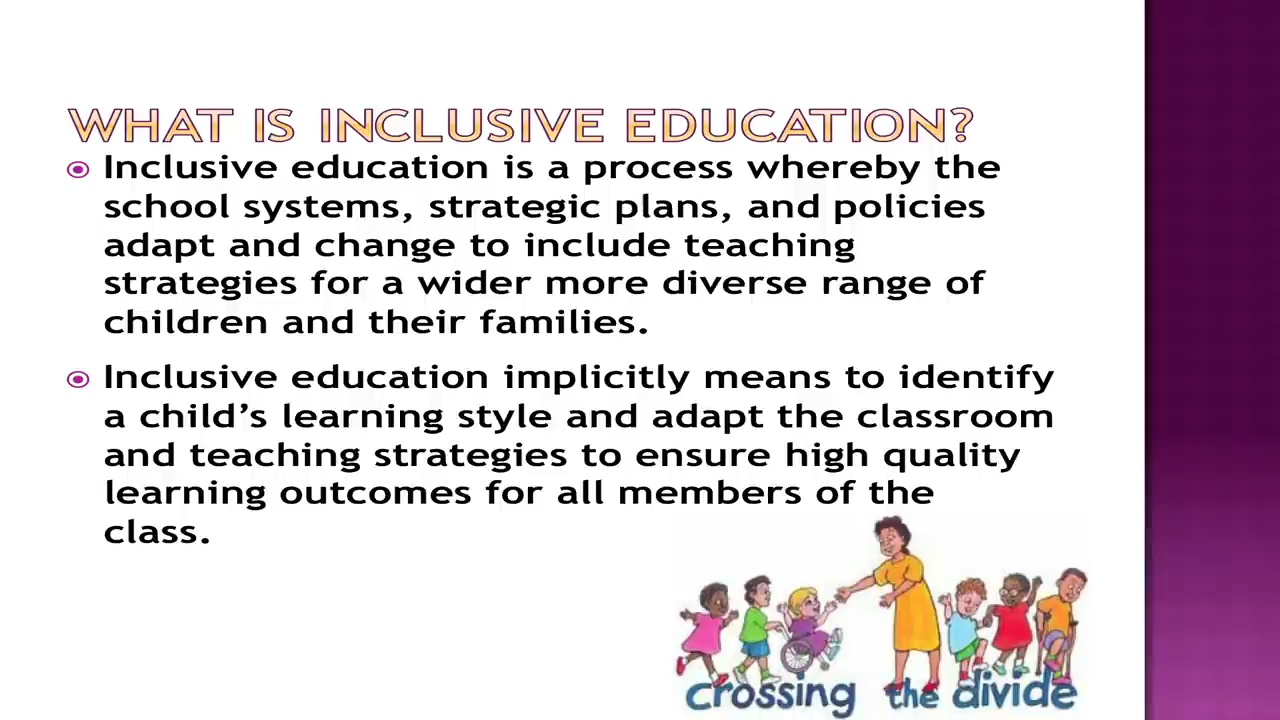 WHAT IS INCLUSIVE EDUCATION?
Inclusive education is a process whereby the
school systems, strategic plans, and policies
adapt and change to include teaching
strategies for a wider more diverse range of
children and their families.
Inclusive education implicitly means to identify
a child’s learning style and adapt the classroom
and teaching strategies to ensure high quality
learning outcomes for all members of the
class.
crossing the divide